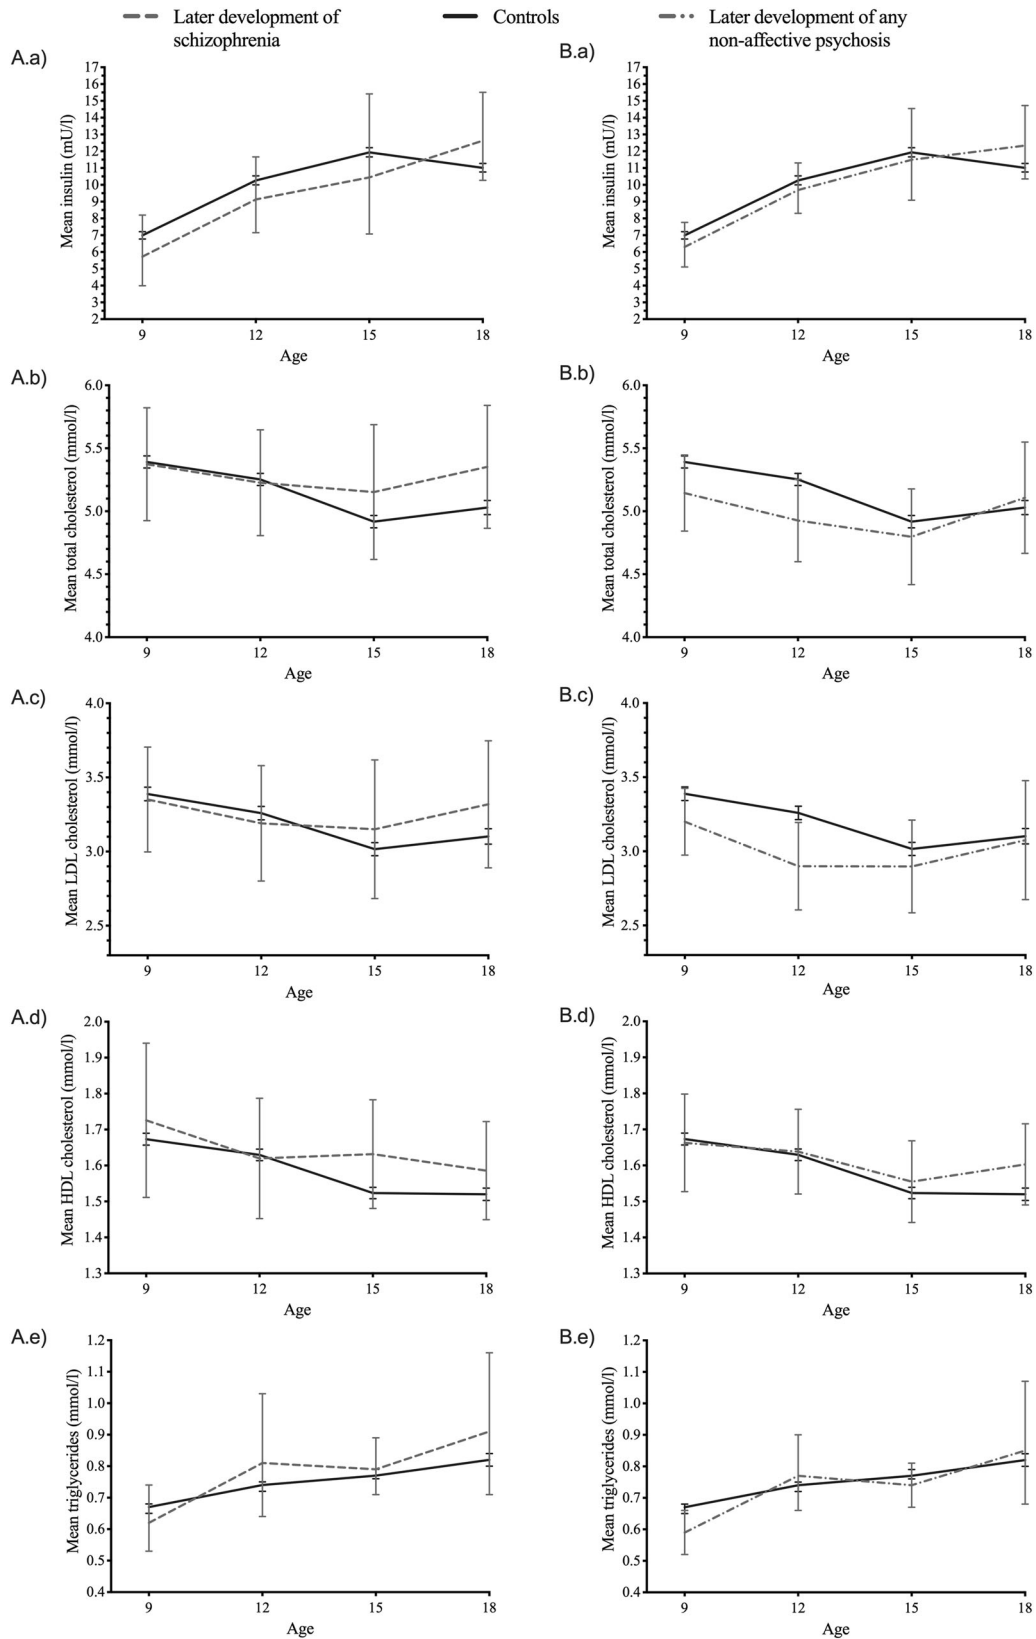 Later development of schizophrenia
Controls
Later development of any non-affective psychosis
A.a)
Mean insulin (mU/l)
17
16
15
14
13
12
11
10
9
8
7
6
5
4
3
2
9 12 15 18
Age
B.a)
Mean insulin (mU/l)
17
16
15
14
13
12
11
10
9
8
7
6
5
4
3
2
9 12 15 18
Age
A.b)
Mean total cholesterol (mmol/l)
6.0
5.5
5.0
4.5
4.0
9 12 15 18
Age
B.b)
Mean total cholesterol (mmol/l)
6.0
5.5
5.0
4.5
4.0
9 12 15 18
Age
A.c)
Mean LDL cholesterol (mmol/l)
4.0
3.5
3.0
2.5
9 12 15 18
Age
B.c)
Mean LDL cholesterol (mmol/l)
4.0
3.5
3.0
2.5
9 12 15 18
Age
A.d)
Mean HDL cholesterol (mmol/l)
2.0
1.9
1.8
1.7
1.6
1.5
1.4
1.3
9 12 15 18
Age
B.d)
Mean HDL cholesterol (mmol/l)
2.0
1.9
1.8
1.7
1.6
1.5
1.4
1.3
9 12 15 18
Age
A.e)
Mean triglycerides (mmol/l)
1.2
1.1
1.0
0.9
0.8
0.7
0.6
0.5
0.4
9 12 15 18
Age
B.e)
Mean triglycerides (mmol/l)
1.2
1.1
1.0
0.9
0.8
0.7
0.6
0.5
0.4
9 12 15 18
Age